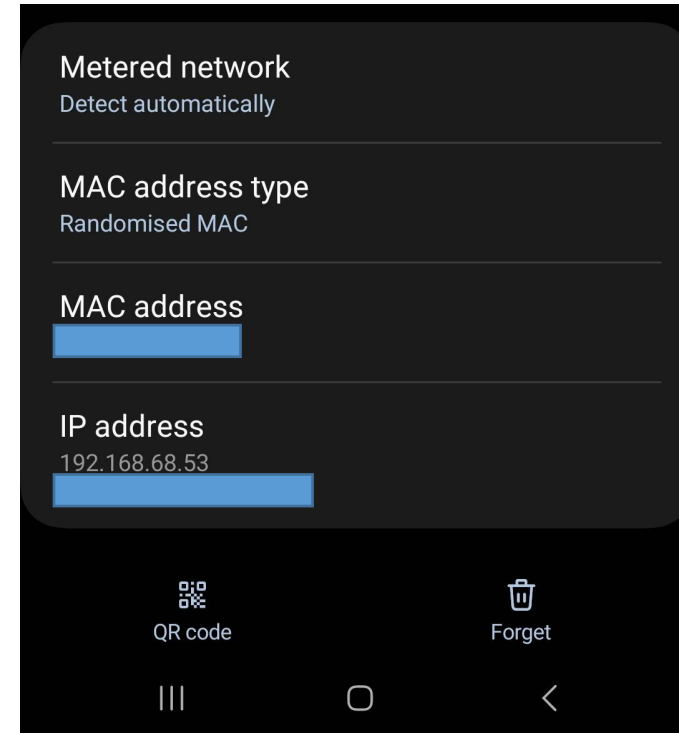 Metered network
Detect automatically
MAC address type
Randomised MAC
MAC address
IP address
192.168.68.53
QR code
Forget